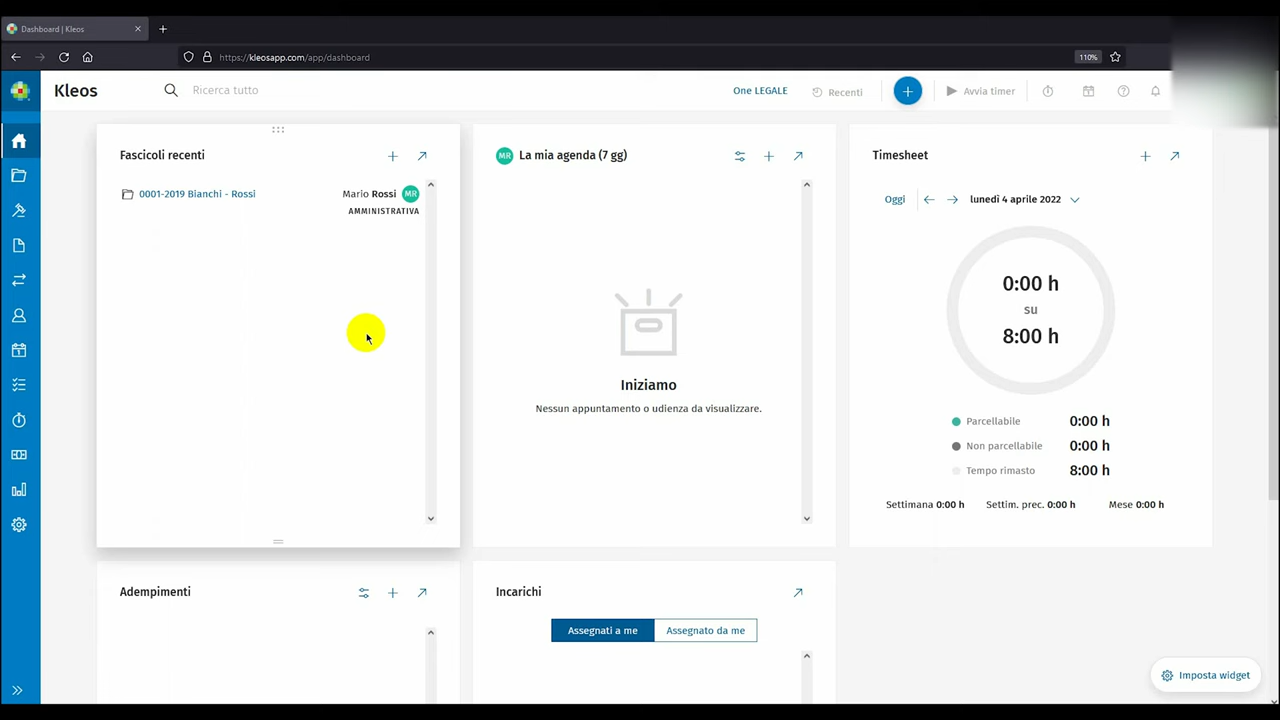 Dashboard | Kleos
https://kleosapp.com/app/dashboard
110%
Kleos
Ricerca tutto
One LEGALE
Recenti
Avvia timer
Fascicoli recenti
0001-2019 Bianchi - Rossi
Mario Rossi
MR
AMMINISTRATIVA
MR
La mia agenda (7 gg)
Iniziamo
Nessun appuntamento o udienza da visualizzare.
Timesheet
Oggi
lunedì 4 aprile 2022
0:00 h
su
8:00 h
Parcellabile 0:00 h
Non parcellabile 0:00 h
Tempo rimasto 8:00 h
Settimana 0:00 h Settim. prec. 0:00 h Mese 0:00 h
Adempimenti
Incarichi
Assegnati a me
Assegnato da me
Imposta widget